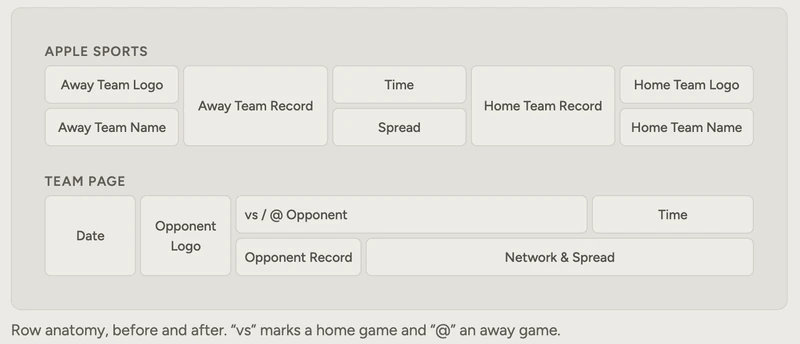 APPLE SPORTS
Away Team Logo
Away Team Name
Away Team Record
Time
Spread
Home Team Record
Home Team Logo
Home Team Name
TEAM PAGE
Date
Opponent
Logo
vs / @ Opponent
Time
Opponent Record
Network & Spread
Row anatomy, before and after. “vs” marks a home game and “@” an away game.